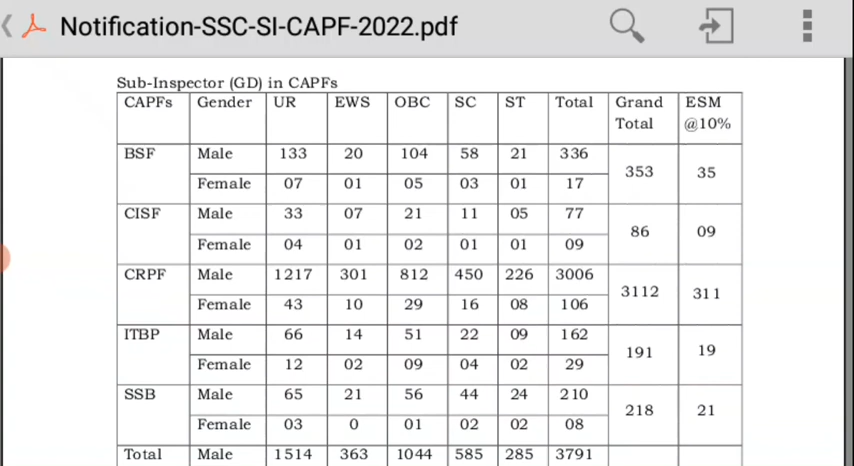 Notification-SSC-SI-CAPF-2022.pdf
Sub-Inspector (GD) in CAPFs
CAPFs Gender UR EWS OBC SC ST Total Grand Total ESM @10%
BSF Male 133 20 104 58 21 336 353 35
Female 07 01 05 03 01 17
CISF Male 33 07 21 11 05 77 86 09
Female 04 01 02 01 01 09
CRPF Male 1217 301 812 450 226 3006 3112 311
Female 43 10 29 16 08 106
ITBP Male 66 14 51 22 09 162 191 19
Female 12 02 09 04 02 29
SSB Male 65 21 56 44 24 210 218 21
Female 03 0 01 02 02 08
Total Male 1514 363 1044 585 285 3791